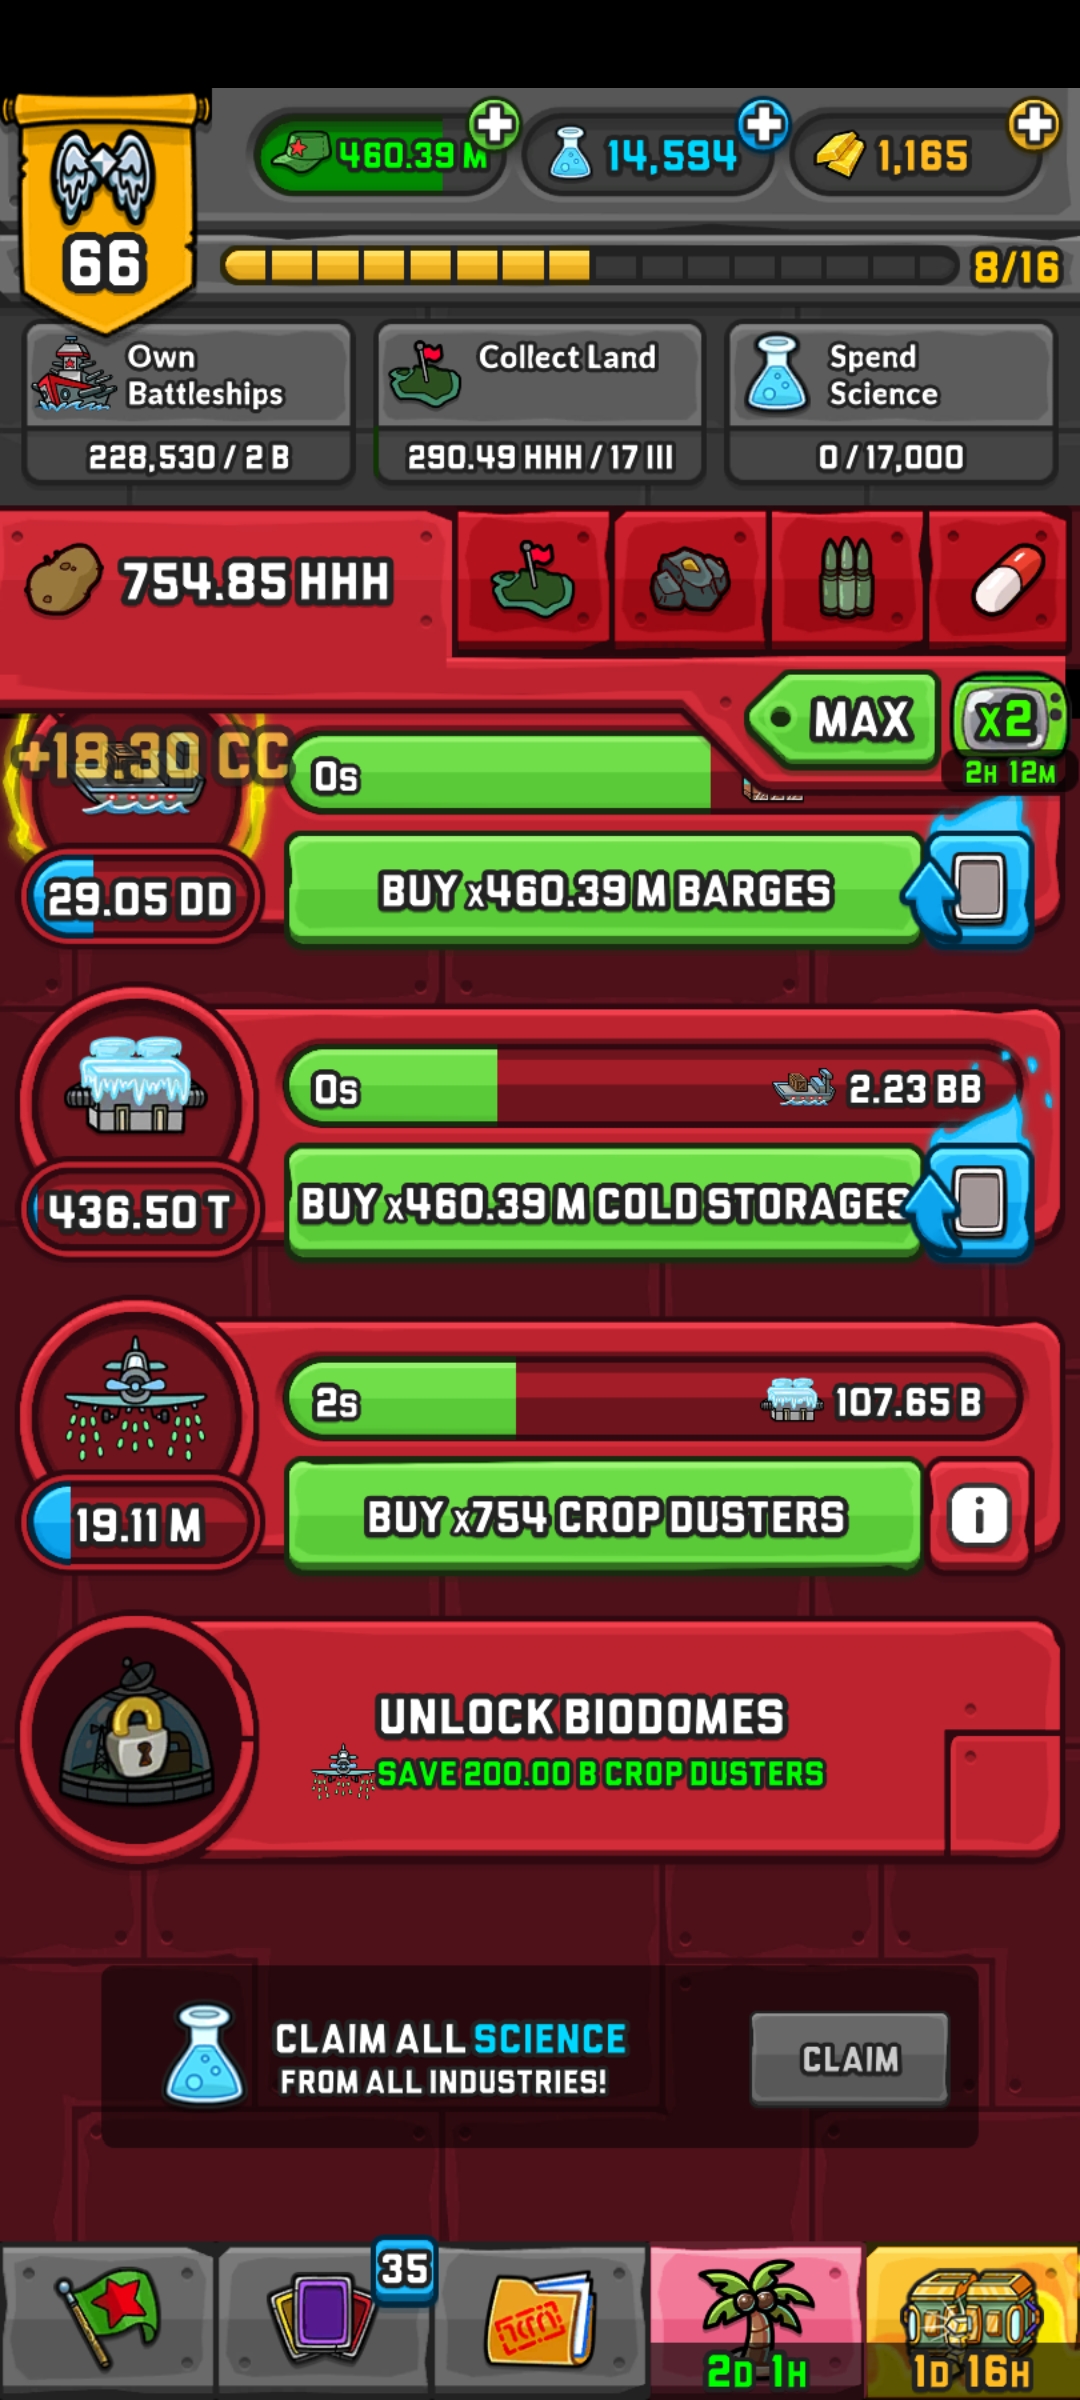 460.39 M
14,594
1,165
66
8/16
Own
Battleships
228,530 / 2 B
Collect Land
290.49 HHH / 17 III
Spend
Science
0 / 17,000
754.85 HHH
MAX
x2
2H 12M
+18.30 CC
0s
29.05 DD
BUY x460.39 M BARGES
0s
2.23 BB
436.50 T
BUY x460.39 M COLD STORAGES
2s
107.65 B
19.11 M
BUY x754 CROP DUSTERS
i
UNLOCK BIODOMES
SAVE 200.00 B CROP DUSTERS
CLAIM ALL SCIENCE
FROM ALL INDUSTRIES!
CLAIM
35
2D 1H
1D 16H